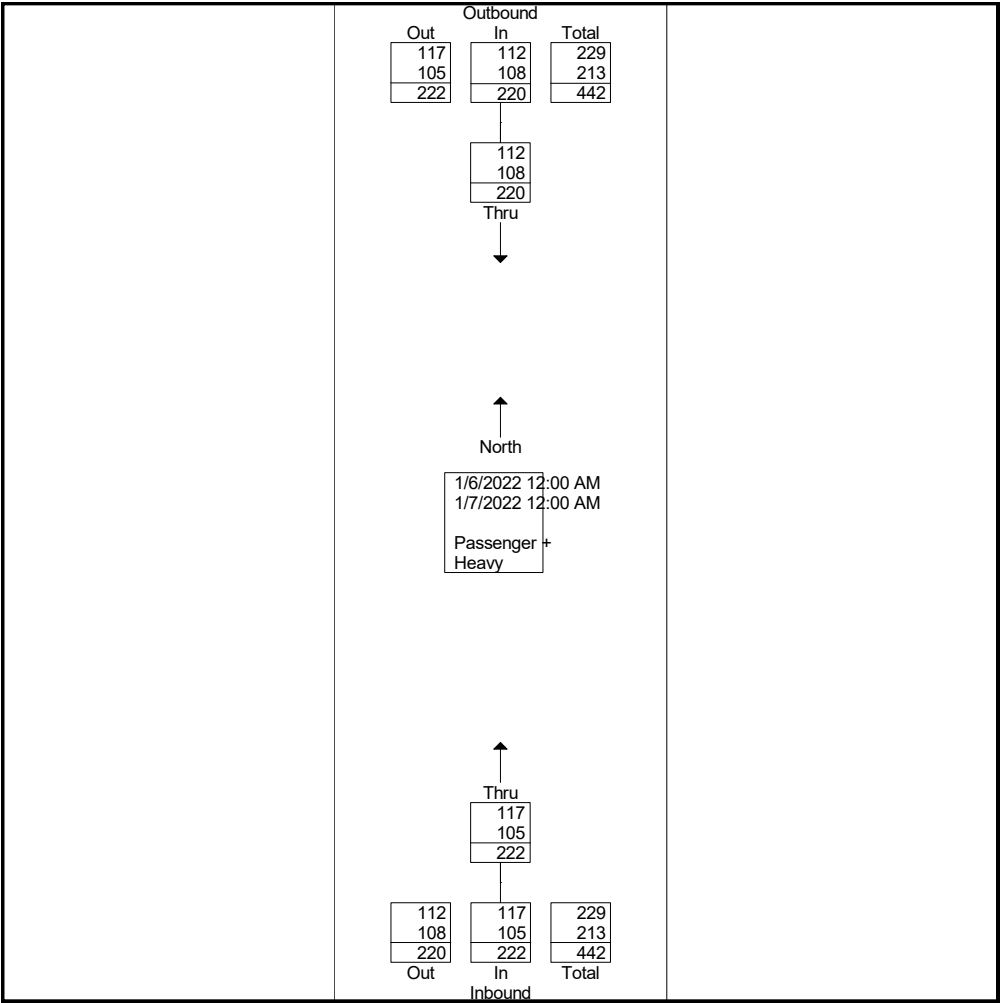 Outbound
Out In Total
117 112 229
105 108 213
222 220 442
112
108
220
Thru
North
1/6/2022 12:00 AM
1/7/2022 12:00 AM
Passenger +
Heavy
Thru
117
105
222
112 117 229
108 105 213
220 222 442
Out In Total
Inbound